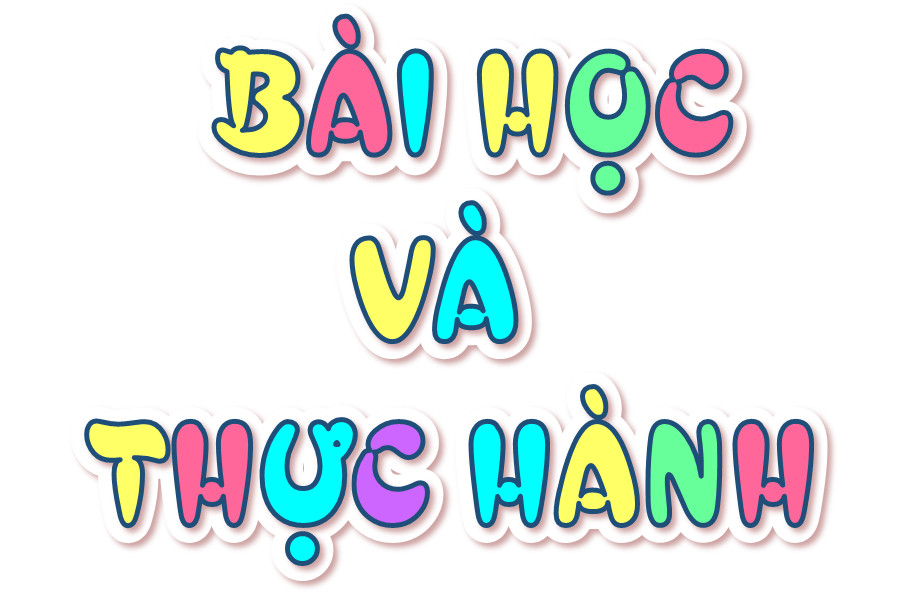 BÀI HỌC
VÀ
THỰC HÀNH